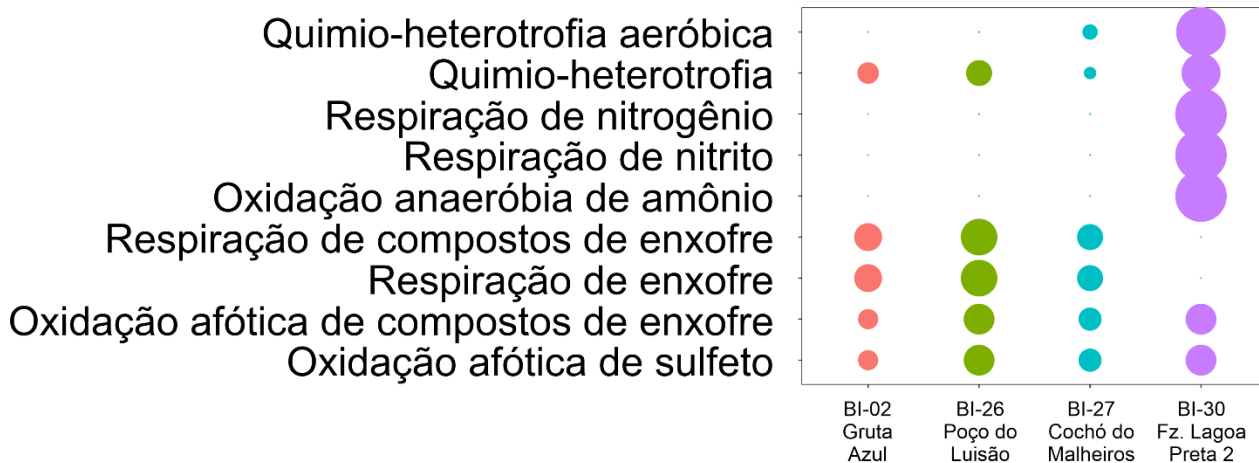 Quimio-heterotrofia aeróbica
Quimio-heterotrofia
Respiração de nitrogênio
Respiração de nitrito
Oxidação anaeróbia de amônio
Respiração de compostos de enxofre
Respiração de enxofre
Oxidação afótica de compostos de enxofre
Oxidação afótica de sulfeto
BI-02
Gruta
Azul
BI-26
Poço do
Luisão
BI-27
Cochó do
Malheiros
BI-30
Fz. Lagoa
Preta 2